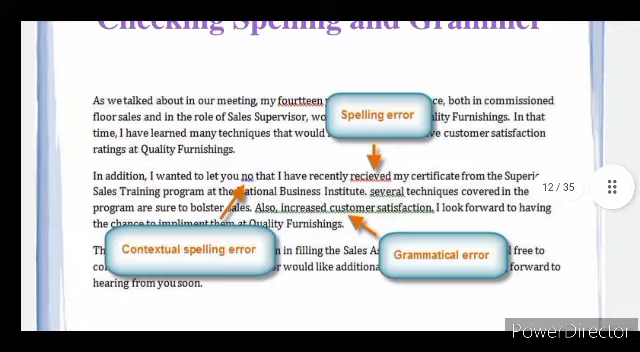 Checking Spelling and Grammer
As we talked about in our meeting, my fourtteen ce, both in commissioned
floor sales and in the role of Sales Supervisor, wo lity Furnishings. In that
time, I have learned many techniques that would ve customer satisfaction
ratings at Quality Furnishings.
Spelling error
In addition, I wanted to let you no that I have recently recieved my certificate from the Superio
Sales Training program at the National Business Institute. several techniques covered in the
program are sure to bolster sales. Also, increased customer satisfaction. I look forward to having
the chance to impliment them at Quality Furnishings.
12 / 35
Contextual spelling error
Grammatical error
Th in filling the Sales As l free to
co r would like additiona forward to
hearing from you soon.
PowerDirector